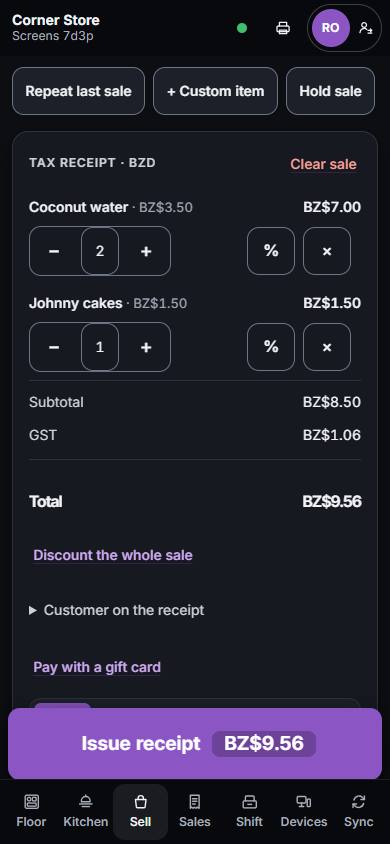 Corner Store
Screens 7d3p
RO
Repeat last sale
+ Custom item
Hold sale
TAX RECEIPT · BZD
Clear sale
Coconut water · BZ$3.50
BZ$7.00
− 2 +
% ×
Johnny cakes · BZ$1.50
BZ$1.50
− 1 +
% ×
Subtotal
BZ$8.50
GST
BZ$1.06
Total
BZ$9.56
Discount the whole sale
▶ Customer on the receipt
Pay with a gift card
Issue receipt BZ$9.56
Floor
Kitchen
Sell
Sales
Shift
Devices
Sync